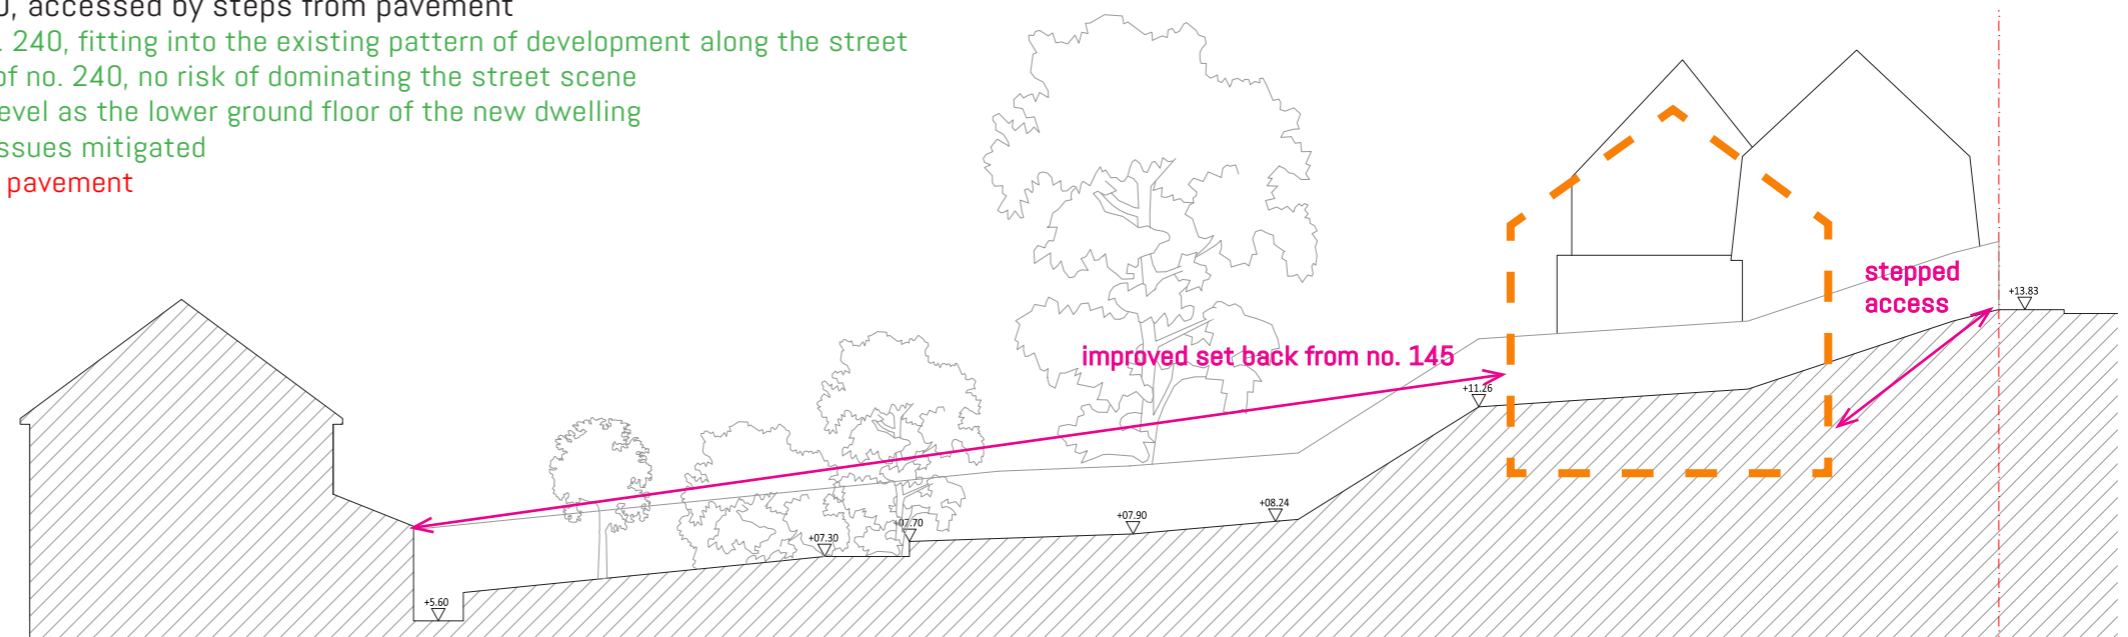 , accessed by steps from pavement
. 240, fitting into the existing pattern of development along the street
of no. 240, no risk of dominating the street scene
evel as the lower ground floor of the new dwelling
ssues mitigated
pavement
stepped
access
+13.83
improved set back from no. 145
+11.26
+08.24
+07.90
+07.70
+07.30
+5.60